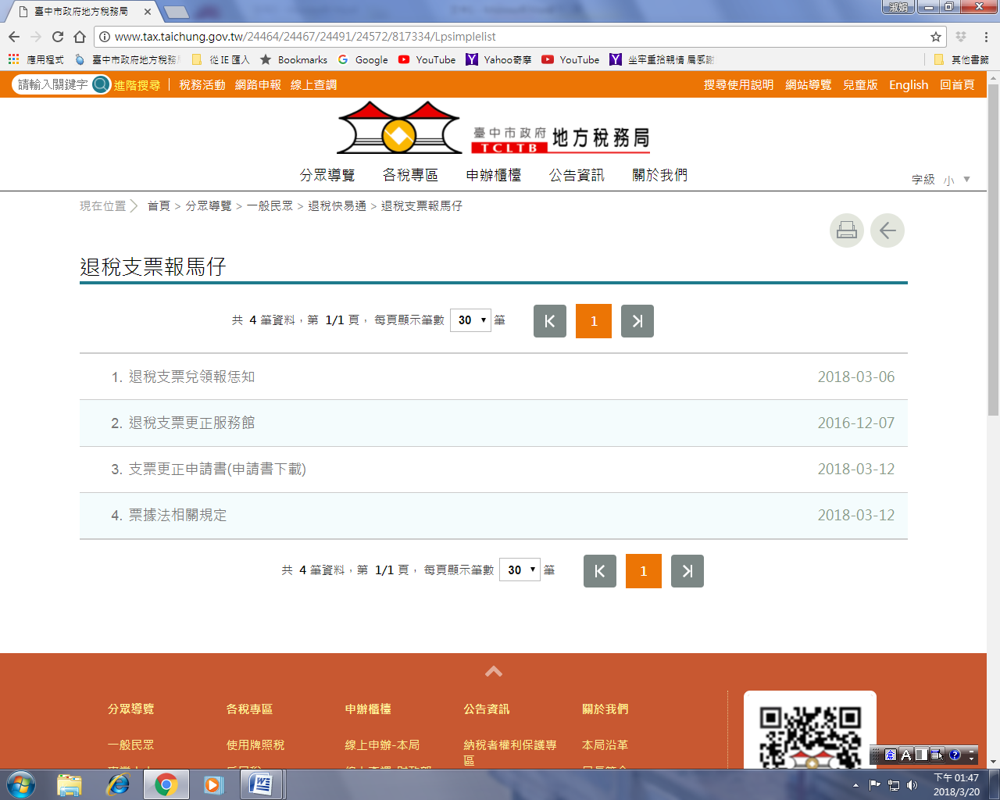 臺中市政府地方稅務局
淑娟
www.tax.taichung.gov.tw/24464/24467/24491/24572/817334/Lpsimplelist
應用程式 臺中市政府地方稅務 從 IE 匯入 Bookmarks Google YouTube Yahoo奇摩 YouTube 坐牢重拾親情 屬感謝 其他書籤
請輸入關鍵字 進階搜尋 稅務活動 網路申報 線上查調 搜尋使用說明 網站導覽 兒童版 English 回首頁
臺中市政府 地方稅務局
TCLTB
分眾導覽 各稅專區 申辦櫃檯 公告資訊 關於我們
字級 小
現在位置 首頁 > 分眾導覽 > 一般民眾 > 退稅快易通 > 退稅支票報馬仔
退稅支票報馬仔
共 4 筆資料，第 1/1 頁， 每頁顯示筆數 30 筆 1
1. 退稅支票兌領報恁知 2018-03-06
2. 退稅支票更正服務館 2016-12-07
3. 支票更正申請書(申請書下載) 2018-03-12
4. 票據法相關規定 2018-03-12
共 4 筆資料，第 1/1 頁， 每頁顯示筆數 30 筆 1
分眾導覽 各稅專區 申辦櫃檯 公告資訊 關於我們
一般民眾 使用牌照稅 線上申辦-本局 納稅者權利保護專區 本局沿革
下午 01:47
2018/3/20